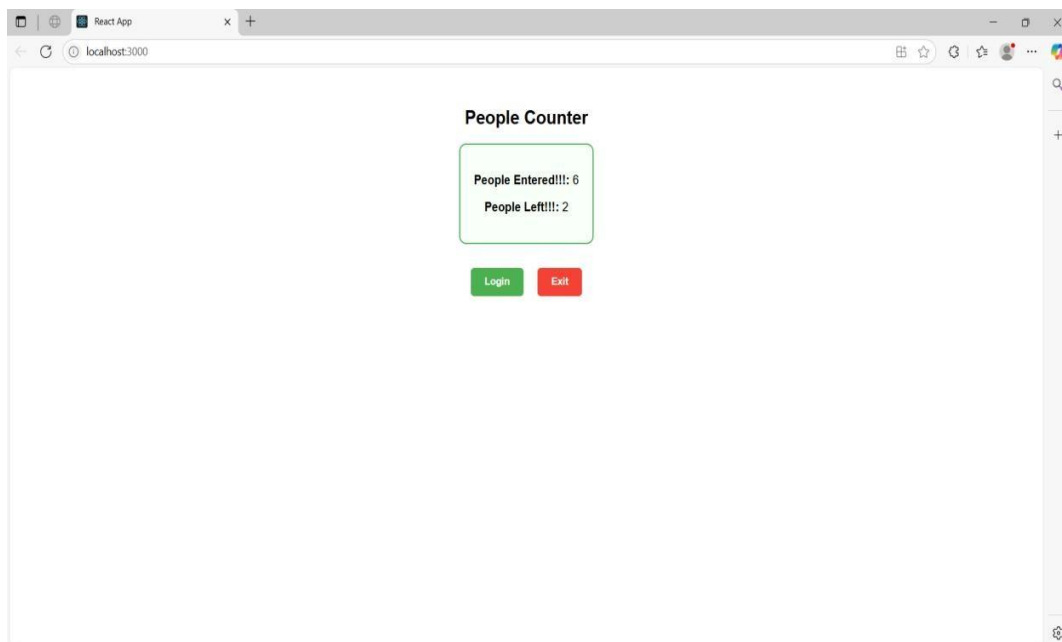 React App
localhost:3000
People Counter
People Entered!!!: 6
People Left!!!: 2
Login Exit